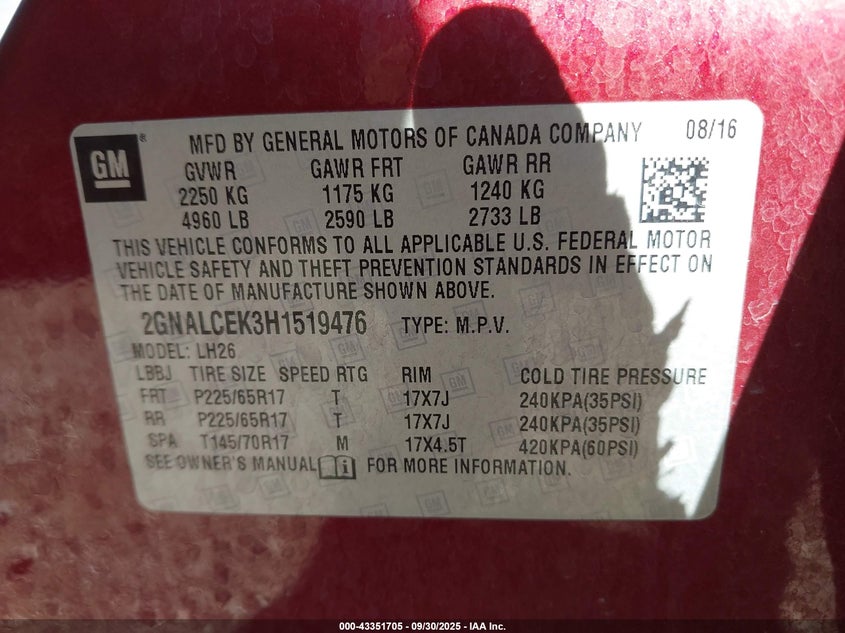 GM ® MFD BY GENERAL MOTORS OF CANADA COMPANY 08/16
GVWR GAWR FRT GAWR RR
2250 KG 1175 KG 1240 KG
4960 LB 2590 LB 2733 LB
THIS VEHICLE CONFORMS TO ALL APPLICABLE U.S. FEDERAL MOTOR
VEHICLE SAFETY AND THEFT PREVENTION STANDARDS IN EFFECT ON
THE DATE OF MANUFACTURE SHOWN ABOVE.
2GNALCEK3H1519476 TYPE: M.P.V.
MODEL: LH26
LBBJ TIRE SIZE SPEED RTG RIM COLD TIRE PRESSURE
FRT P225/65R17 T 17X7J 240KPA(35PSI)
RR P225/65R17 T 17X7J 240KPA(35PSI)
SPA T145/70R17 M 17X4.5T 420KPA(60PSI)
SEE OWNER'S MANUAL FOR MORE INFORMATION.
000-43351705 - 09/30/2025 - IAA Inc.